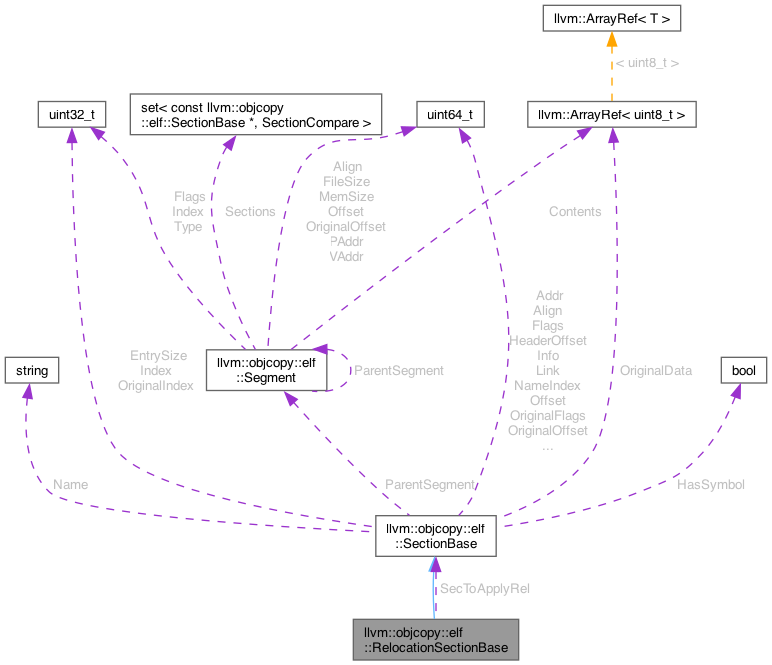 llvm::ArrayRef< T >
< uint8_t >
uint32_t
set< const llvm::objcopy
::elf::SectionBase *, SectionCompare >
uint64_t
llvm::ArrayRef< uint8_t >
Flags
Index
Type
Sections
Align
FileSize
MemSize
Offset
OriginalOffset
PAddr
VAddr
Contents
string
EntrySize
Index
OriginalIndex
llvm::objcopy::elf
::Segment
ParentSegment
Addr
Align
Flags
HeaderOffset
Info
Link
NameIndex
Offset
OriginalFlags
OriginalOffset
...
OriginalData
bool
Name
ParentSegment
HasSymbol
llvm::objcopy::elf
::SectionBase
SecToApplyRel
llvm::objcopy::elf
::RelocationSectionBase